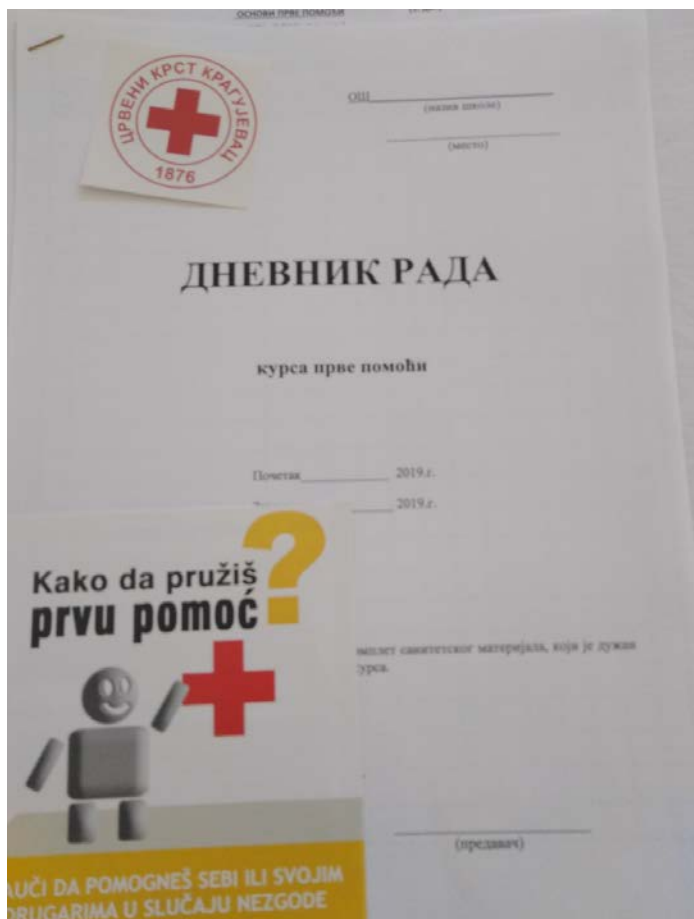 ОСНОВИ ПРВЕ ПОМОЋИ
ЦРВЕНИ КРСТ КРАГУЈЕВАЦ
1876
ОШ
(назив школе)
(место)
ДНЕВНИК РАДА
курса прве помоћи
Почетак 2019.г.
2019.г.
комплет санитетског материјала, који је дужан
курса.
(предавач)
Kako da pružiš
prvu pomoć?
NAUČI DA POMOGNEŠ SEBI ILI SVOJIM
DRUGARIMA U SLUČAJU NEZGODE